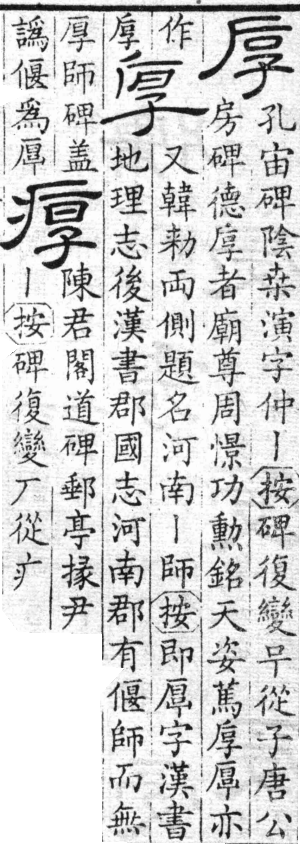 厚
孔宙碑陰桒演字仲丨按碑復變從子唐公
房碑德厚者廟尊周憬功勳銘天姿篤厚厚亦
作
厚
厚
又韓勑兩側題名河南丨師按即厚字漢書
地理志後漢書郡國志河南郡有偃師而無
厚師碑盖
譌偃爲厚
陳君閣道碑郵亭掾尹
丨按碑復變厂從疒